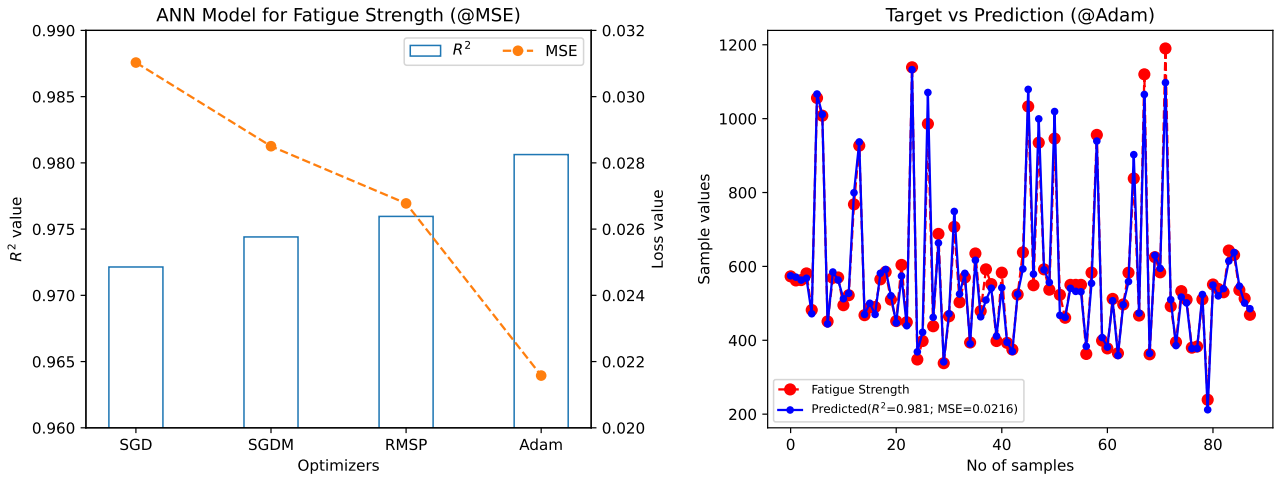 ANN Model for Fatigue Strength (@MSE)
R² value
0.990
0.985
0.980
0.975
0.970
0.965
0.960
R²
MSE
0.032
0.030
0.028
0.026
0.024
0.022
0.020
Loss value
SGD SGDM RMSP Adam
Optimizers
Target vs Prediction (@Adam)
Sample values
1200
1000
800
600
400
200
Fatigue Strength
Predicted(R²=0.981; MSE=0.0216)
0 20 40 60 80
No of samples